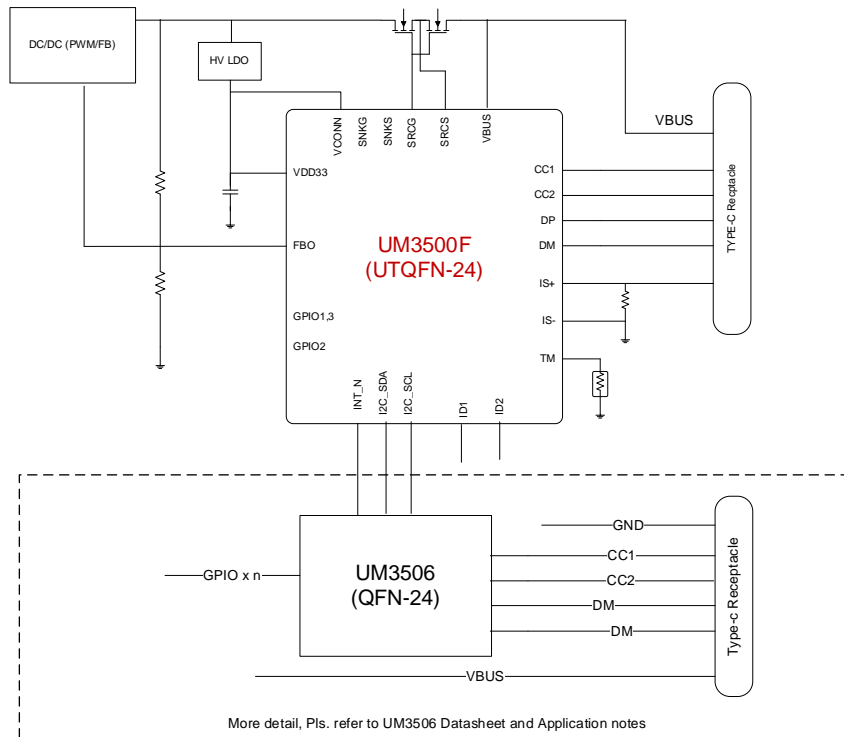 DC/DC (PWM/FB)
HV LDO
VCONN
SNKG
SNKS
SRCG
SRCS
VBUS
VBUS
VDD33
FBO
GPIO1,3
GPIO2
UM3500F
(UTQFN-24)
CC1
CC2
DP
DM
IS+
IS-
TM
TYPE-C Recptacle
INT_N
I2C_SDA
I2C_SCL
ID1
ID2
UM3506
(QFN-24)
GPIO x n
GND
CC1
CC2
DM
DM
VBUS
Type-c Receptacle
More detail, Pls. refer to UM3506 Datasheet and Application notes